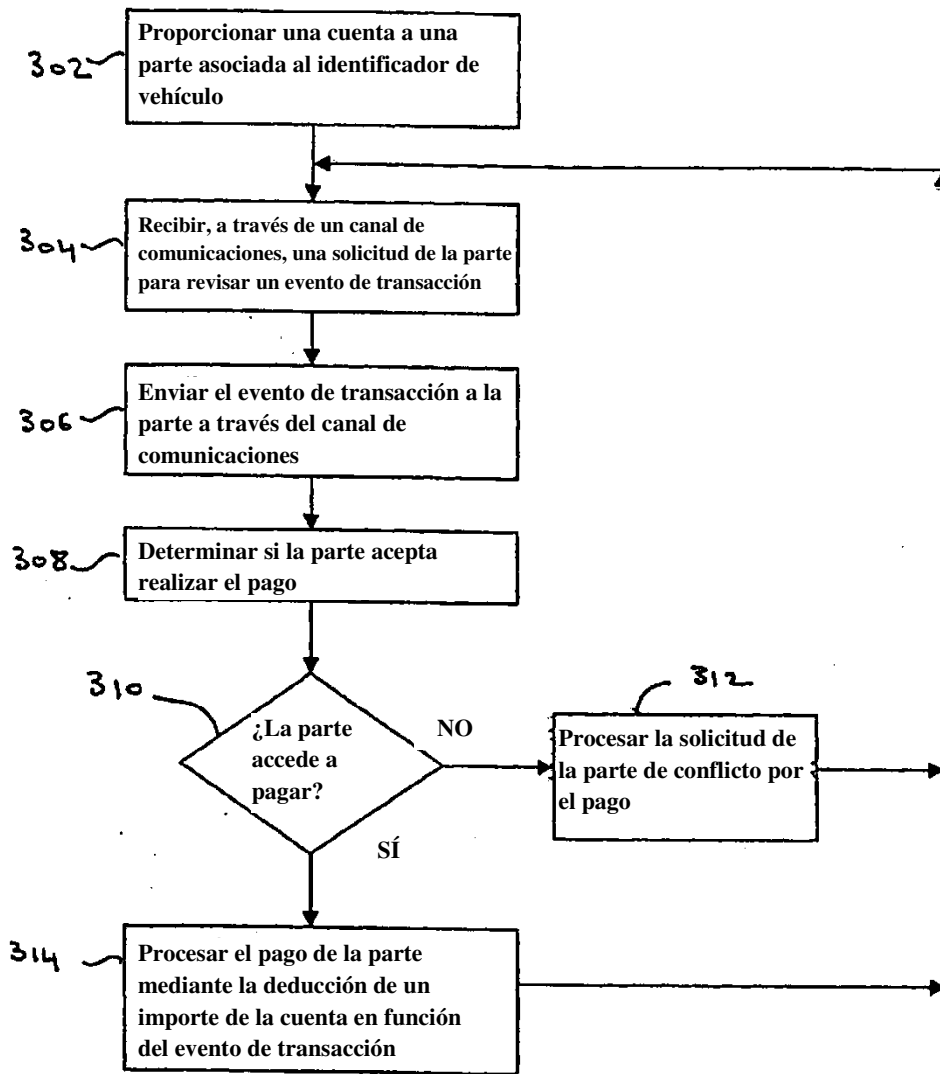 302
Proporcionar una cuenta a una
parte asociada al identificador de
vehículo
304
Recibir, a través de un canal de
comunicaciones, una solicitud de la parte
para revisar un evento de transacción
306
Enviar el evento de transacción a la
parte a través del canal de
comunicaciones
308
Determinar si la parte acepta
realizar el pago
310
¿La parte
accede a
pagar?
NO
SÍ
312
Procesar la solicitud de
la parte de conflicto por
el pago
314
Procesar el pago de la parte
mediante la deducción de un
importe de la cuenta en función
del evento de transacción